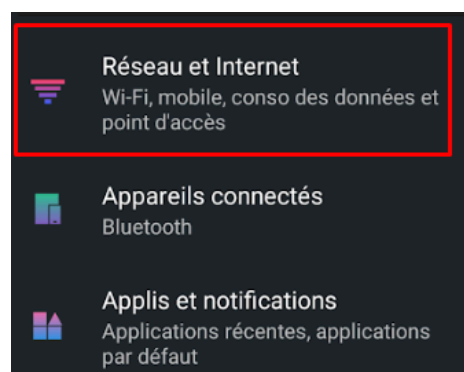 Réseau et Internet
Wi-Fi, mobile, conso des données et
point d'accès
Appareils connectés
Bluetooth
Applis et notifications
Applications récentes, applications
par défaut